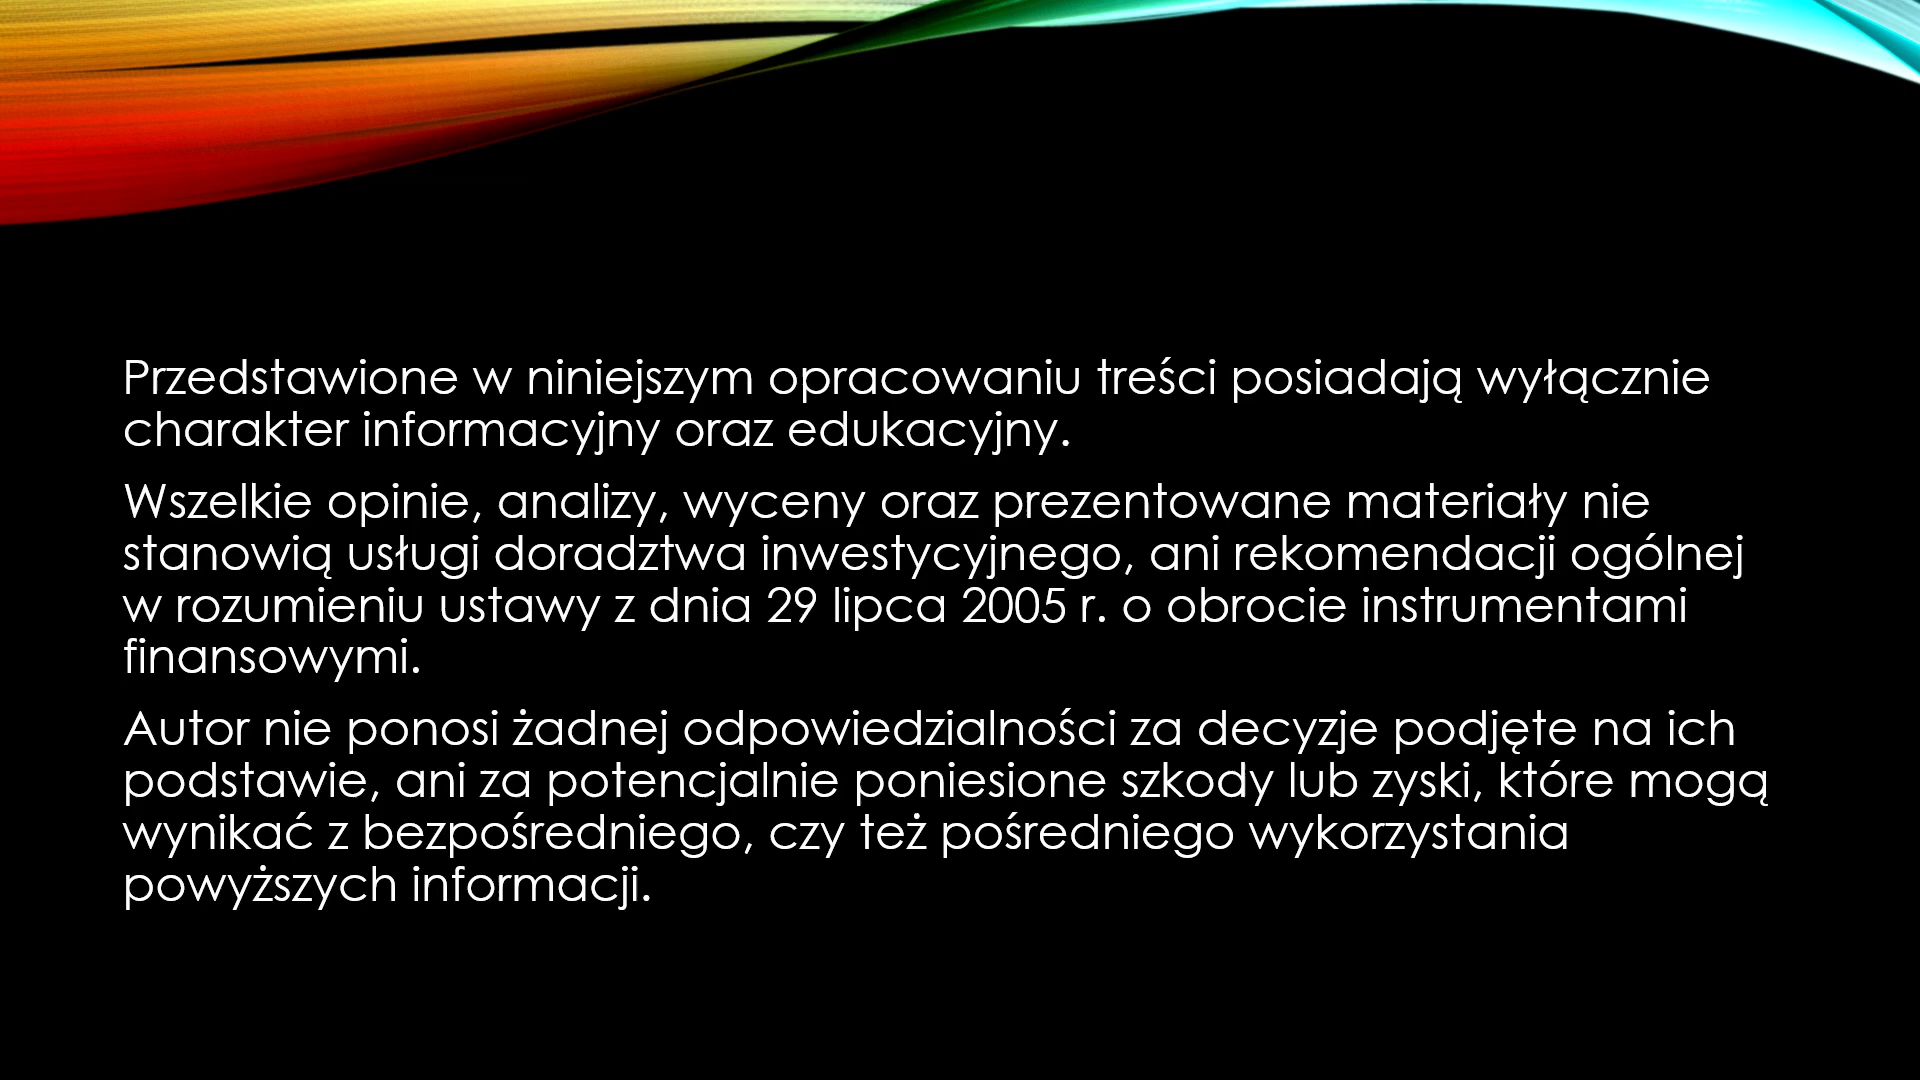 Przedstawione w niniejszym opracowaniu treści posiadają wyłącznie
charakter informacyjny oraz edukacyjny.
Wszelkie opinie, analizy, wyceny oraz prezentowane materiały nie
stanowią usługi doradztwa inwestycyjnego, ani rekomendacji ogólnej
w rozumieniu ustawy z dnia 29 lipca 2005 r. o obrocie instrumentami
finansowymi.
Autor nie ponosi żadnej odpowiedzialności za decyzje podjęte na ich
podstawie, ani za potencjalnie poniesione szkody lub zyski, które mogą
wynikać z bezpośredniego, czy też pośredniego wykorzystania
powyższych informacji.